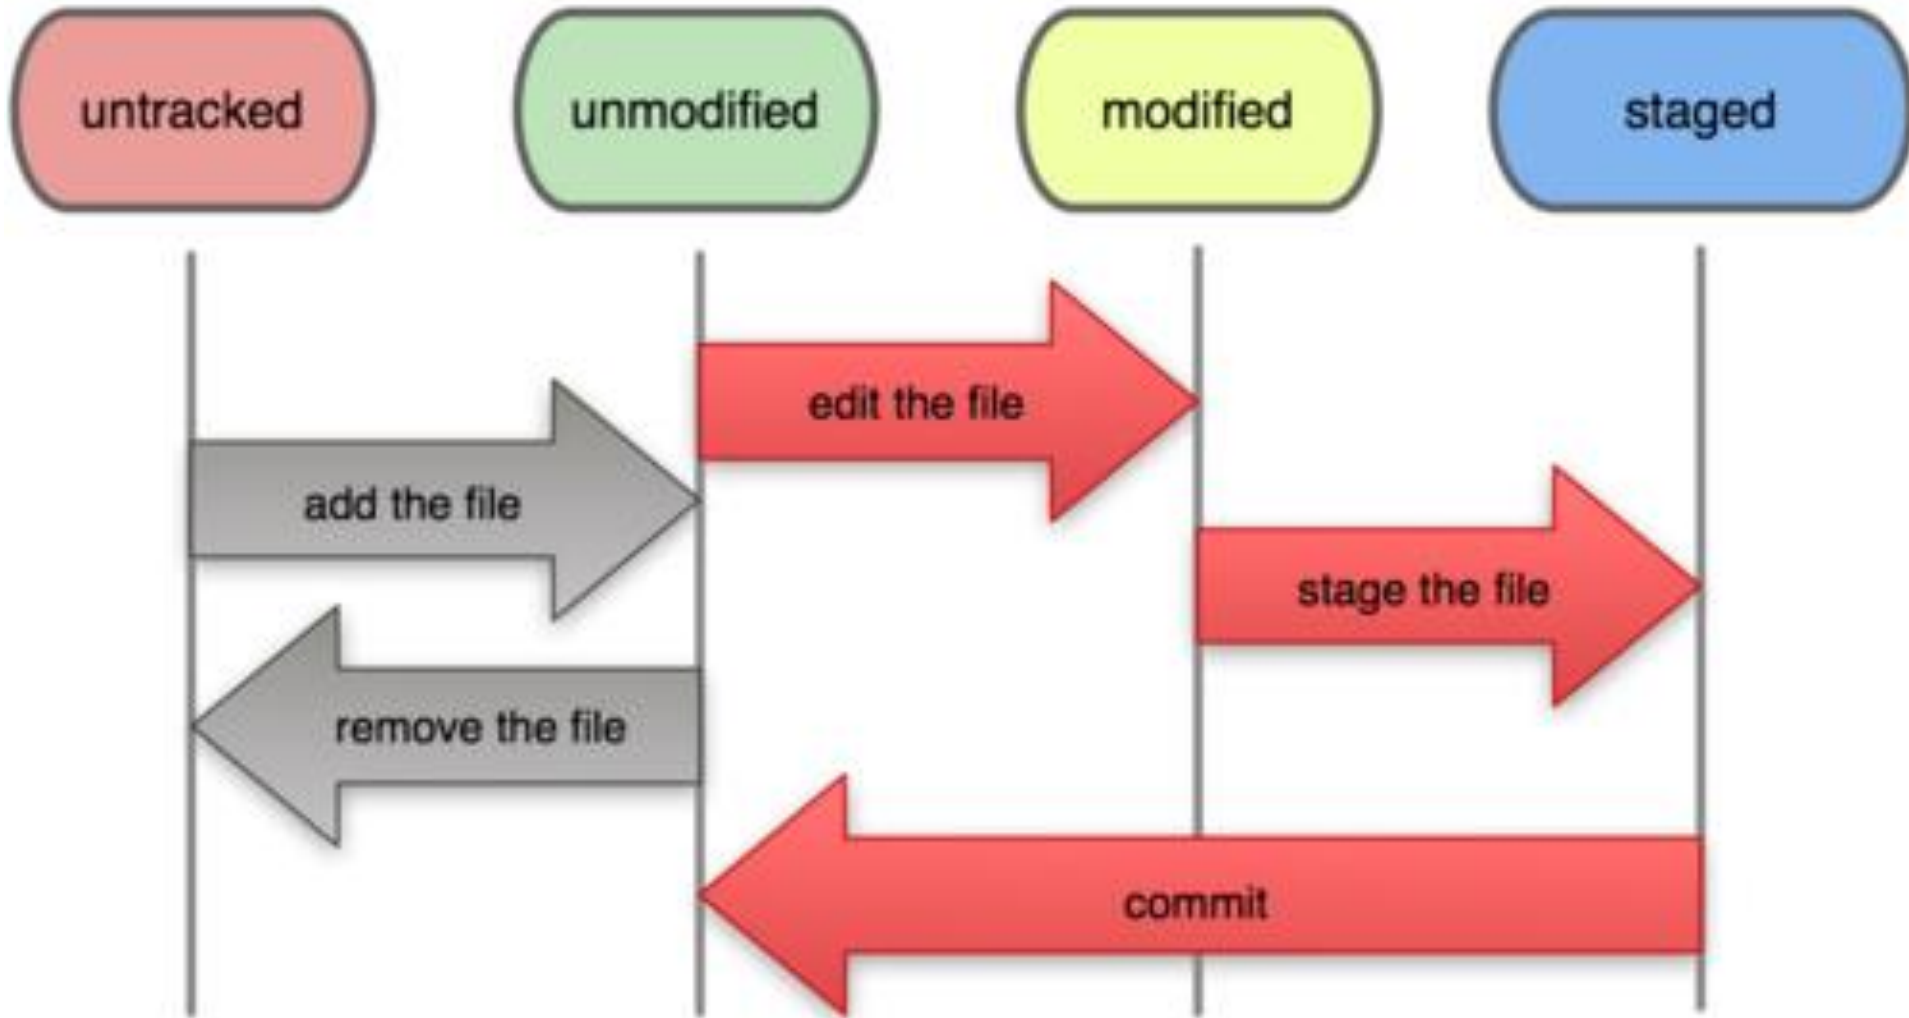 untracked
unmodified
modified
staged
edit the file
add the file
stage the file
remove the file
commit